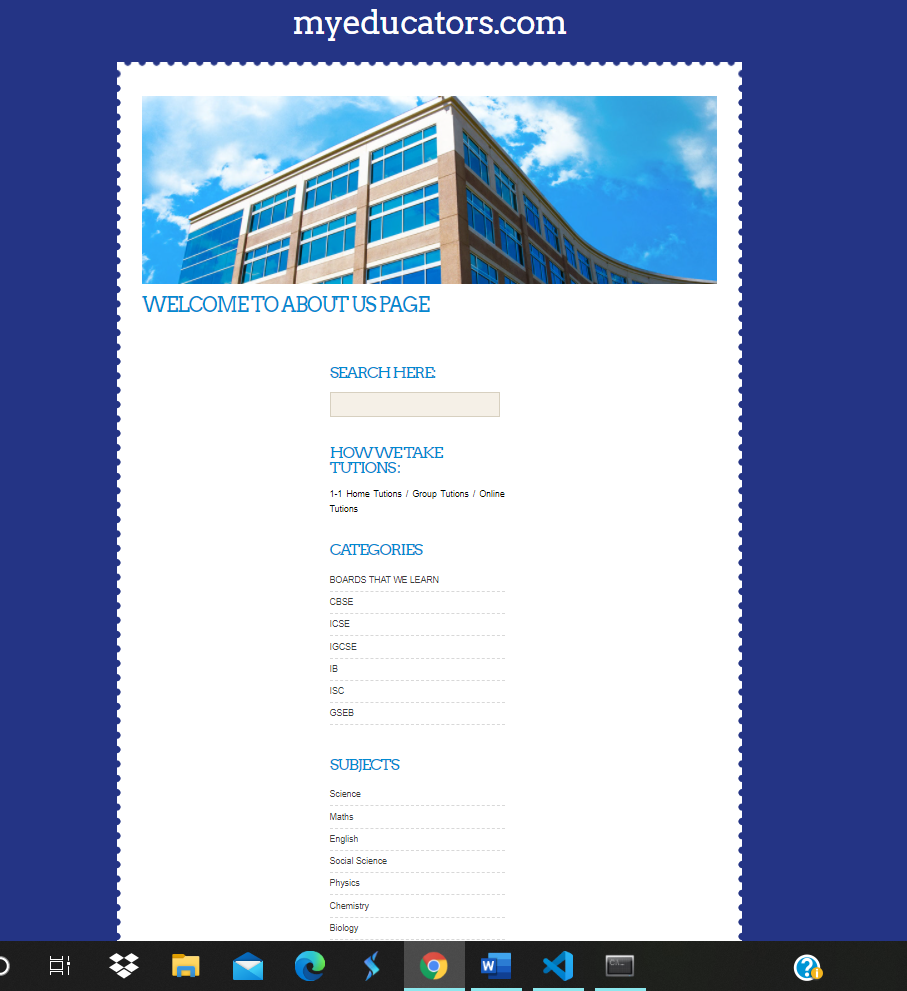 myeducators.com
WELCOME TO ABOUT US PAGE
SEARCH HERE:
HOW WE TAKE
TUTIONS:
1-1 Home Tutions / Group Tutions / Online
Tutions
CATEGORIES
BOARDS THAT WE LEARN
CBSE
ICSE
IGCSE
IB
ISC
GSEB
SUBJECTS
Science
Maths
English
Social Science
Physics
Chemistry
Biology